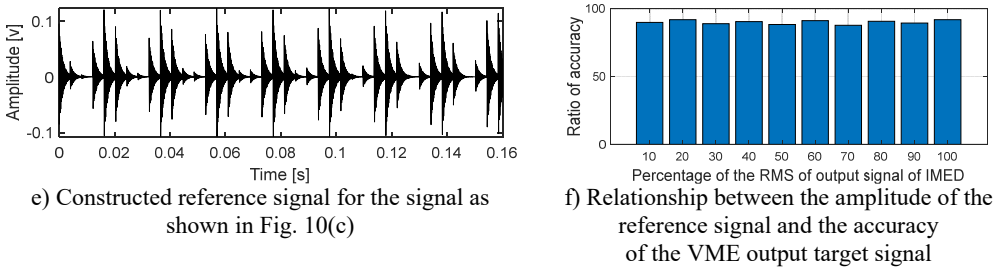 0.1
0
-0.1
Amplitude [v]
0 0.02 0.04 0.06 0.08 0.1 0.12 0.14 0.16
Time [s]
e) Constructed reference signal for the signal as
shown in Fig. 10(c)
100
50
0
Ratio of accuracy
10 20 30 40 50 60 70 80 90 100
Percentage of the RMS of output signal of IMED
f) Relationship between the amplitude of the
reference signal and the accuracy
of the VME output target signal